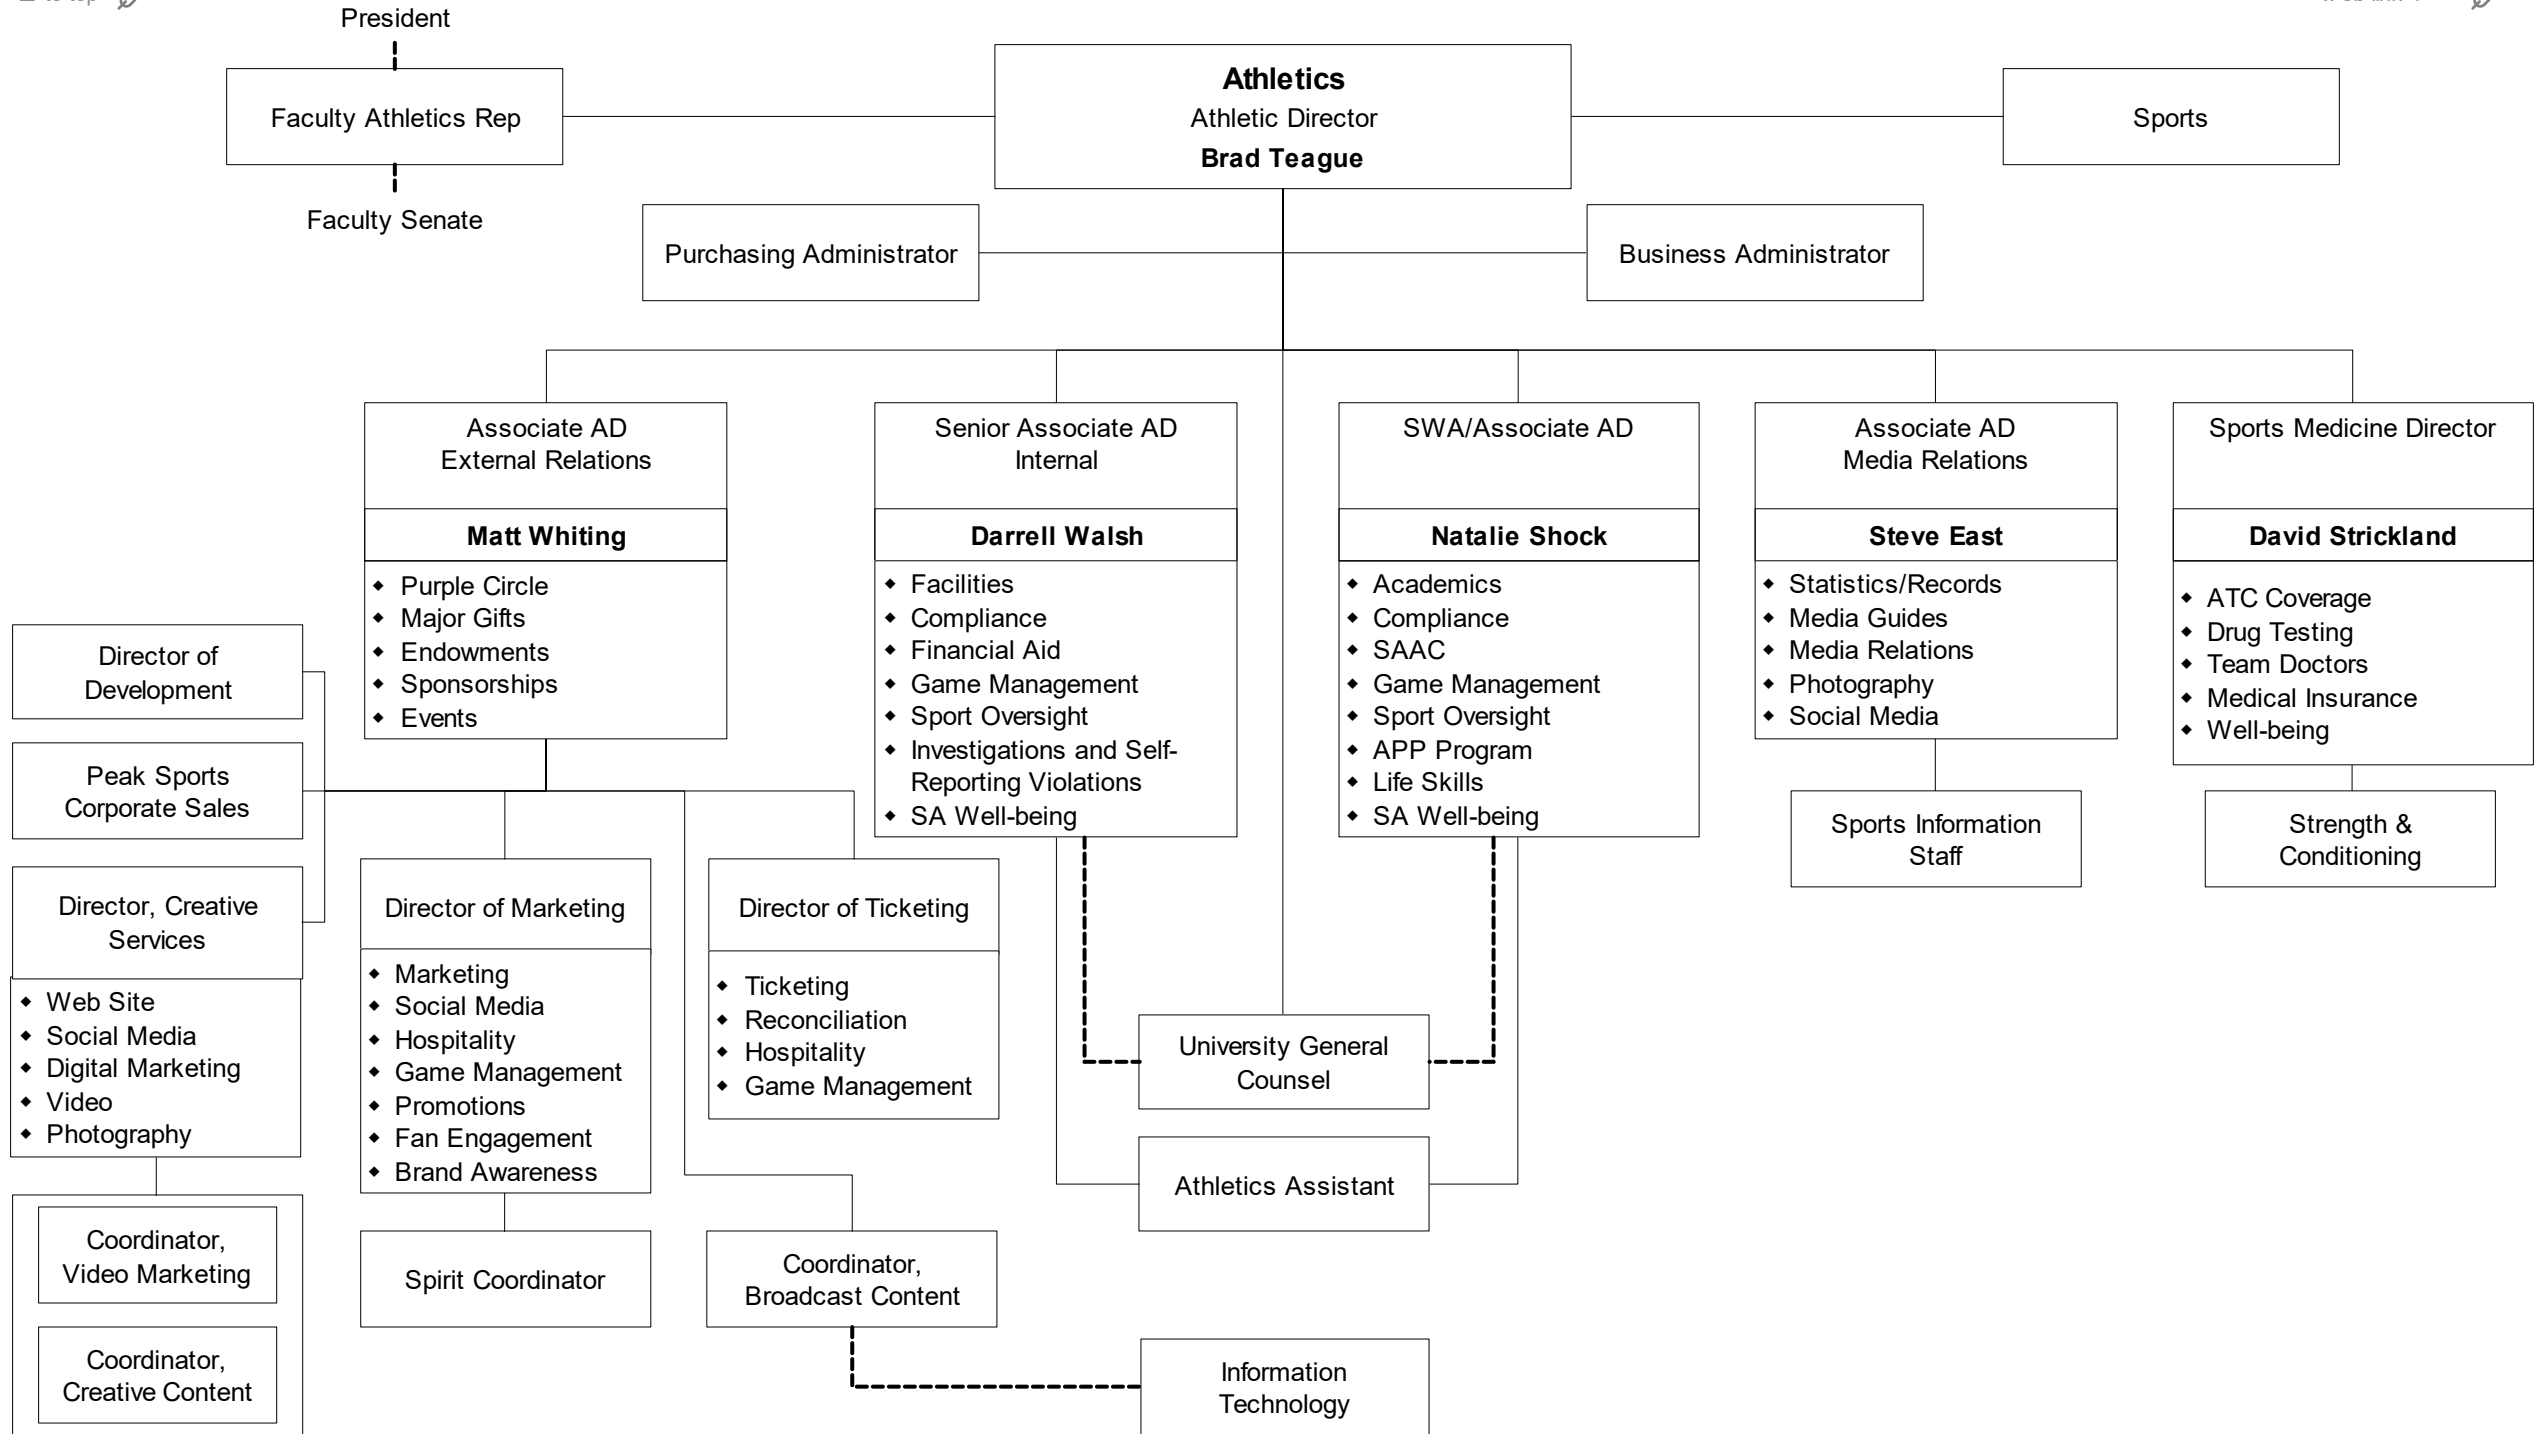 President
Faculty Athletics Rep
Faculty Senate
Athletics
Athletic Director
Brad Teague
Sports
Purchasing Administrator
Business Administrator
Associate AD
External Relations
Matt Whiting
◆ Purple Circle
◆ Major Gifts
◆ Endowments
◆ Sponsorships
◆ Events
Senior Associate AD
Internal
Darrell Walsh
◆ Facilities
◆ Compliance
◆ Financial Aid
◆ Game Management
◆ Sport Oversight
◆ Investigations and Self-
Reporting Violations
◆ SA Well-being
SWA/Associate AD
Natalie Shock
◆ Academics
◆ Compliance
◆ SAAC
◆ Game Management
◆ Sport Oversight
◆ APP Program
◆ Life Skills
◆ SA Well-being
Associate AD
Media Relations
Steve East
◆ Statistics/Records
◆ Media Guides
◆ Media Relations
◆ Photography
◆ Social Media
Sports Medicine Director
David Strickland
◆ ATC Coverage
◆ Drug Testing
◆ Team Doctors
◆ Medical Insurance
◆ Well-being
Director of
Development
Peak Sports
Corporate Sales
Director, Creative
Services
◆ Web Site
◆ Social Media
◆ Digital Marketing
◆ Video
◆ Photography
Coordinator,
Video Marketing
Coordinator,
Creative Content
Director of Marketing
◆ Marketing
◆ Social Media
◆ Hospitality
◆ Game Management
◆ Promotions
◆ Fan Engagement
◆ Brand Awareness
Spirit Coordinator
Director of Ticketing
◆ Ticketing
◆ Reconciliation
◆ Hospitality
◆ Game Management
Coordinator,
Broadcast Content
University General
Counsel
Athletics Assistant
Information
Technology
Sports Information
Staff
Strength &
Conditioning